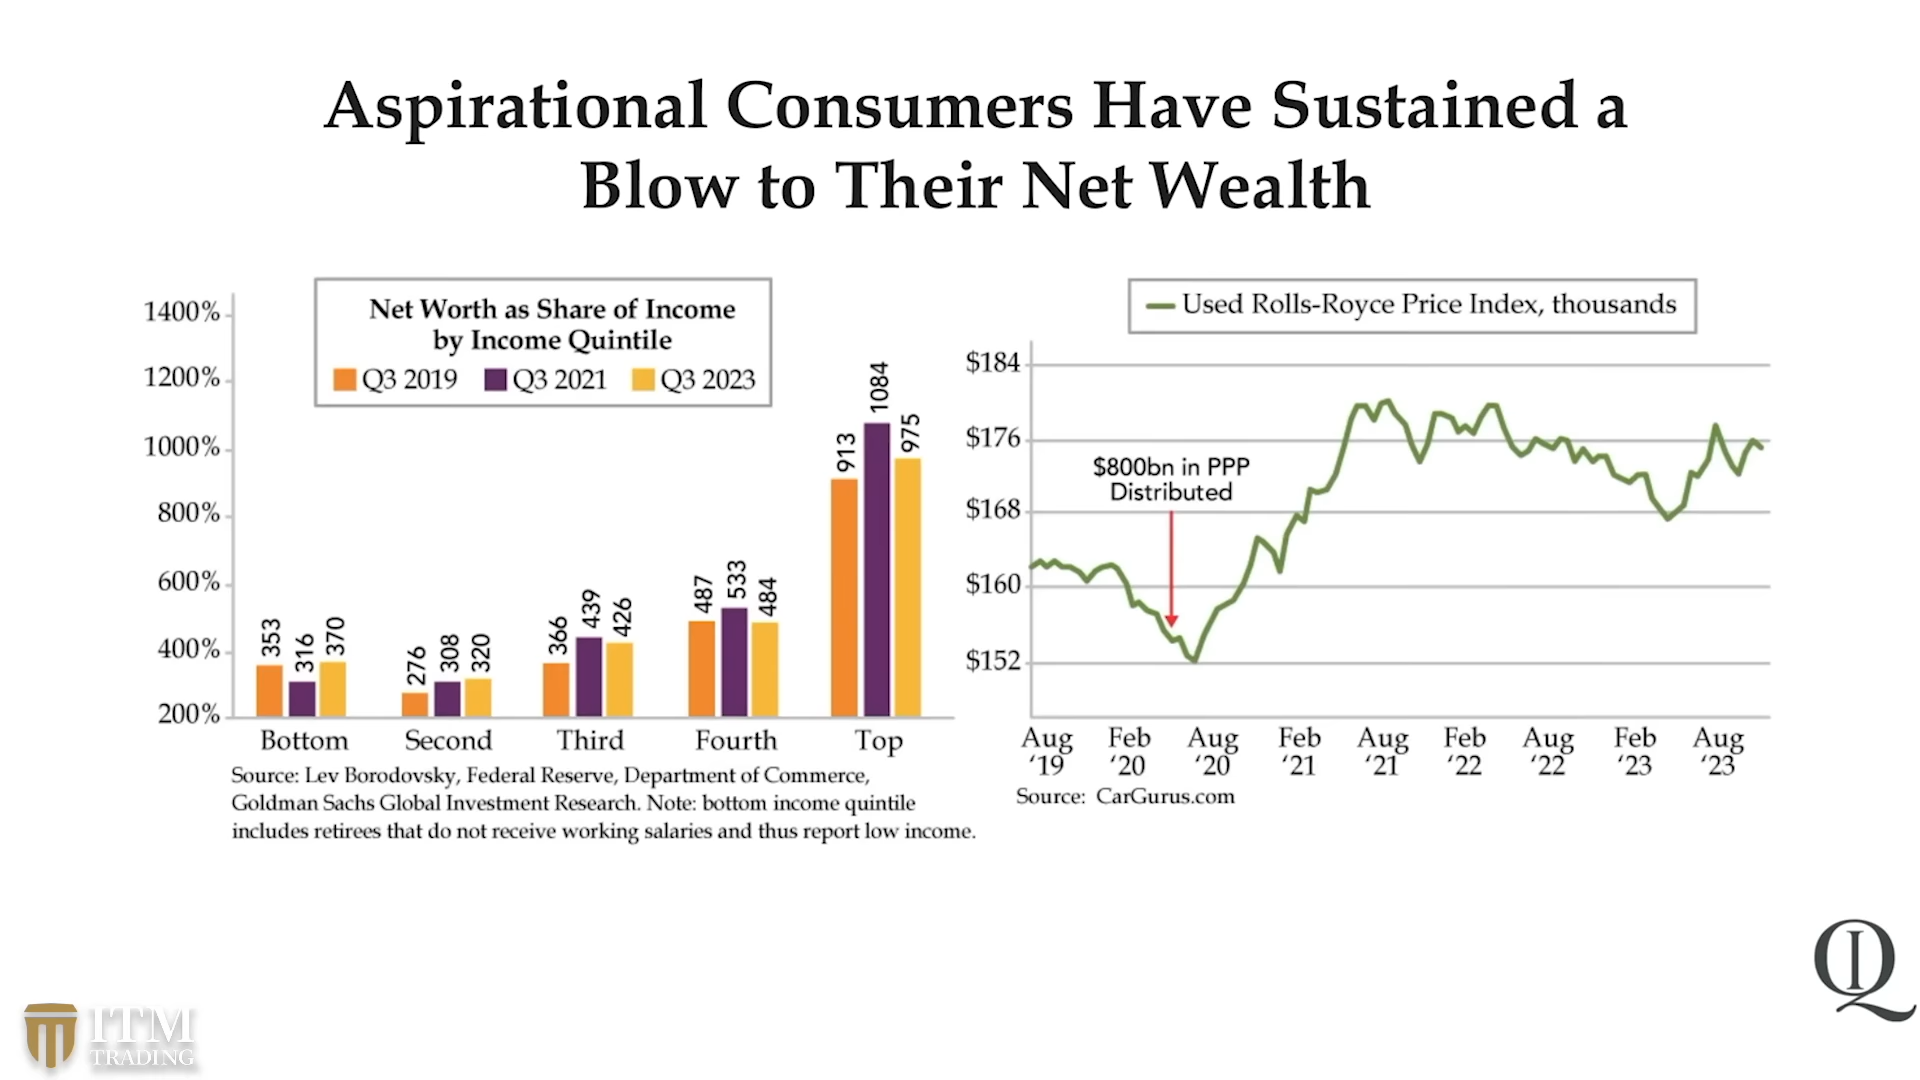 Aspirational Consumers Have Sustained a
Blow to Their Net Wealth
Net Worth as Share of Income
by Income Quintile
Q3 2019 Q3 2021 Q3 2023
1400%
1200%
1000%
800%
600%
400%
200%
353 316 370
276 308 320
366 439 426
487 533 484
913 1084 975
Bottom Second Third Fourth Top
Source: Lev Borodovsky, Federal Reserve, Department of Commerce,
Goldman Sachs Global Investment Research. Note: bottom income quintile
includes retirees that do not receive working salaries and thus report low income.
Used Rolls-Royce Price Index, thousands
$184
$176
$168
$160
$152
$800bn in PPP
Distributed
Aug Feb Aug Feb Aug Feb Aug Feb Aug
‘19 ‘20 ‘20 ‘21 ‘21 ‘22 ‘22 ‘23 ‘23
Source: CarGurus.com
QI
ITM
TRADING